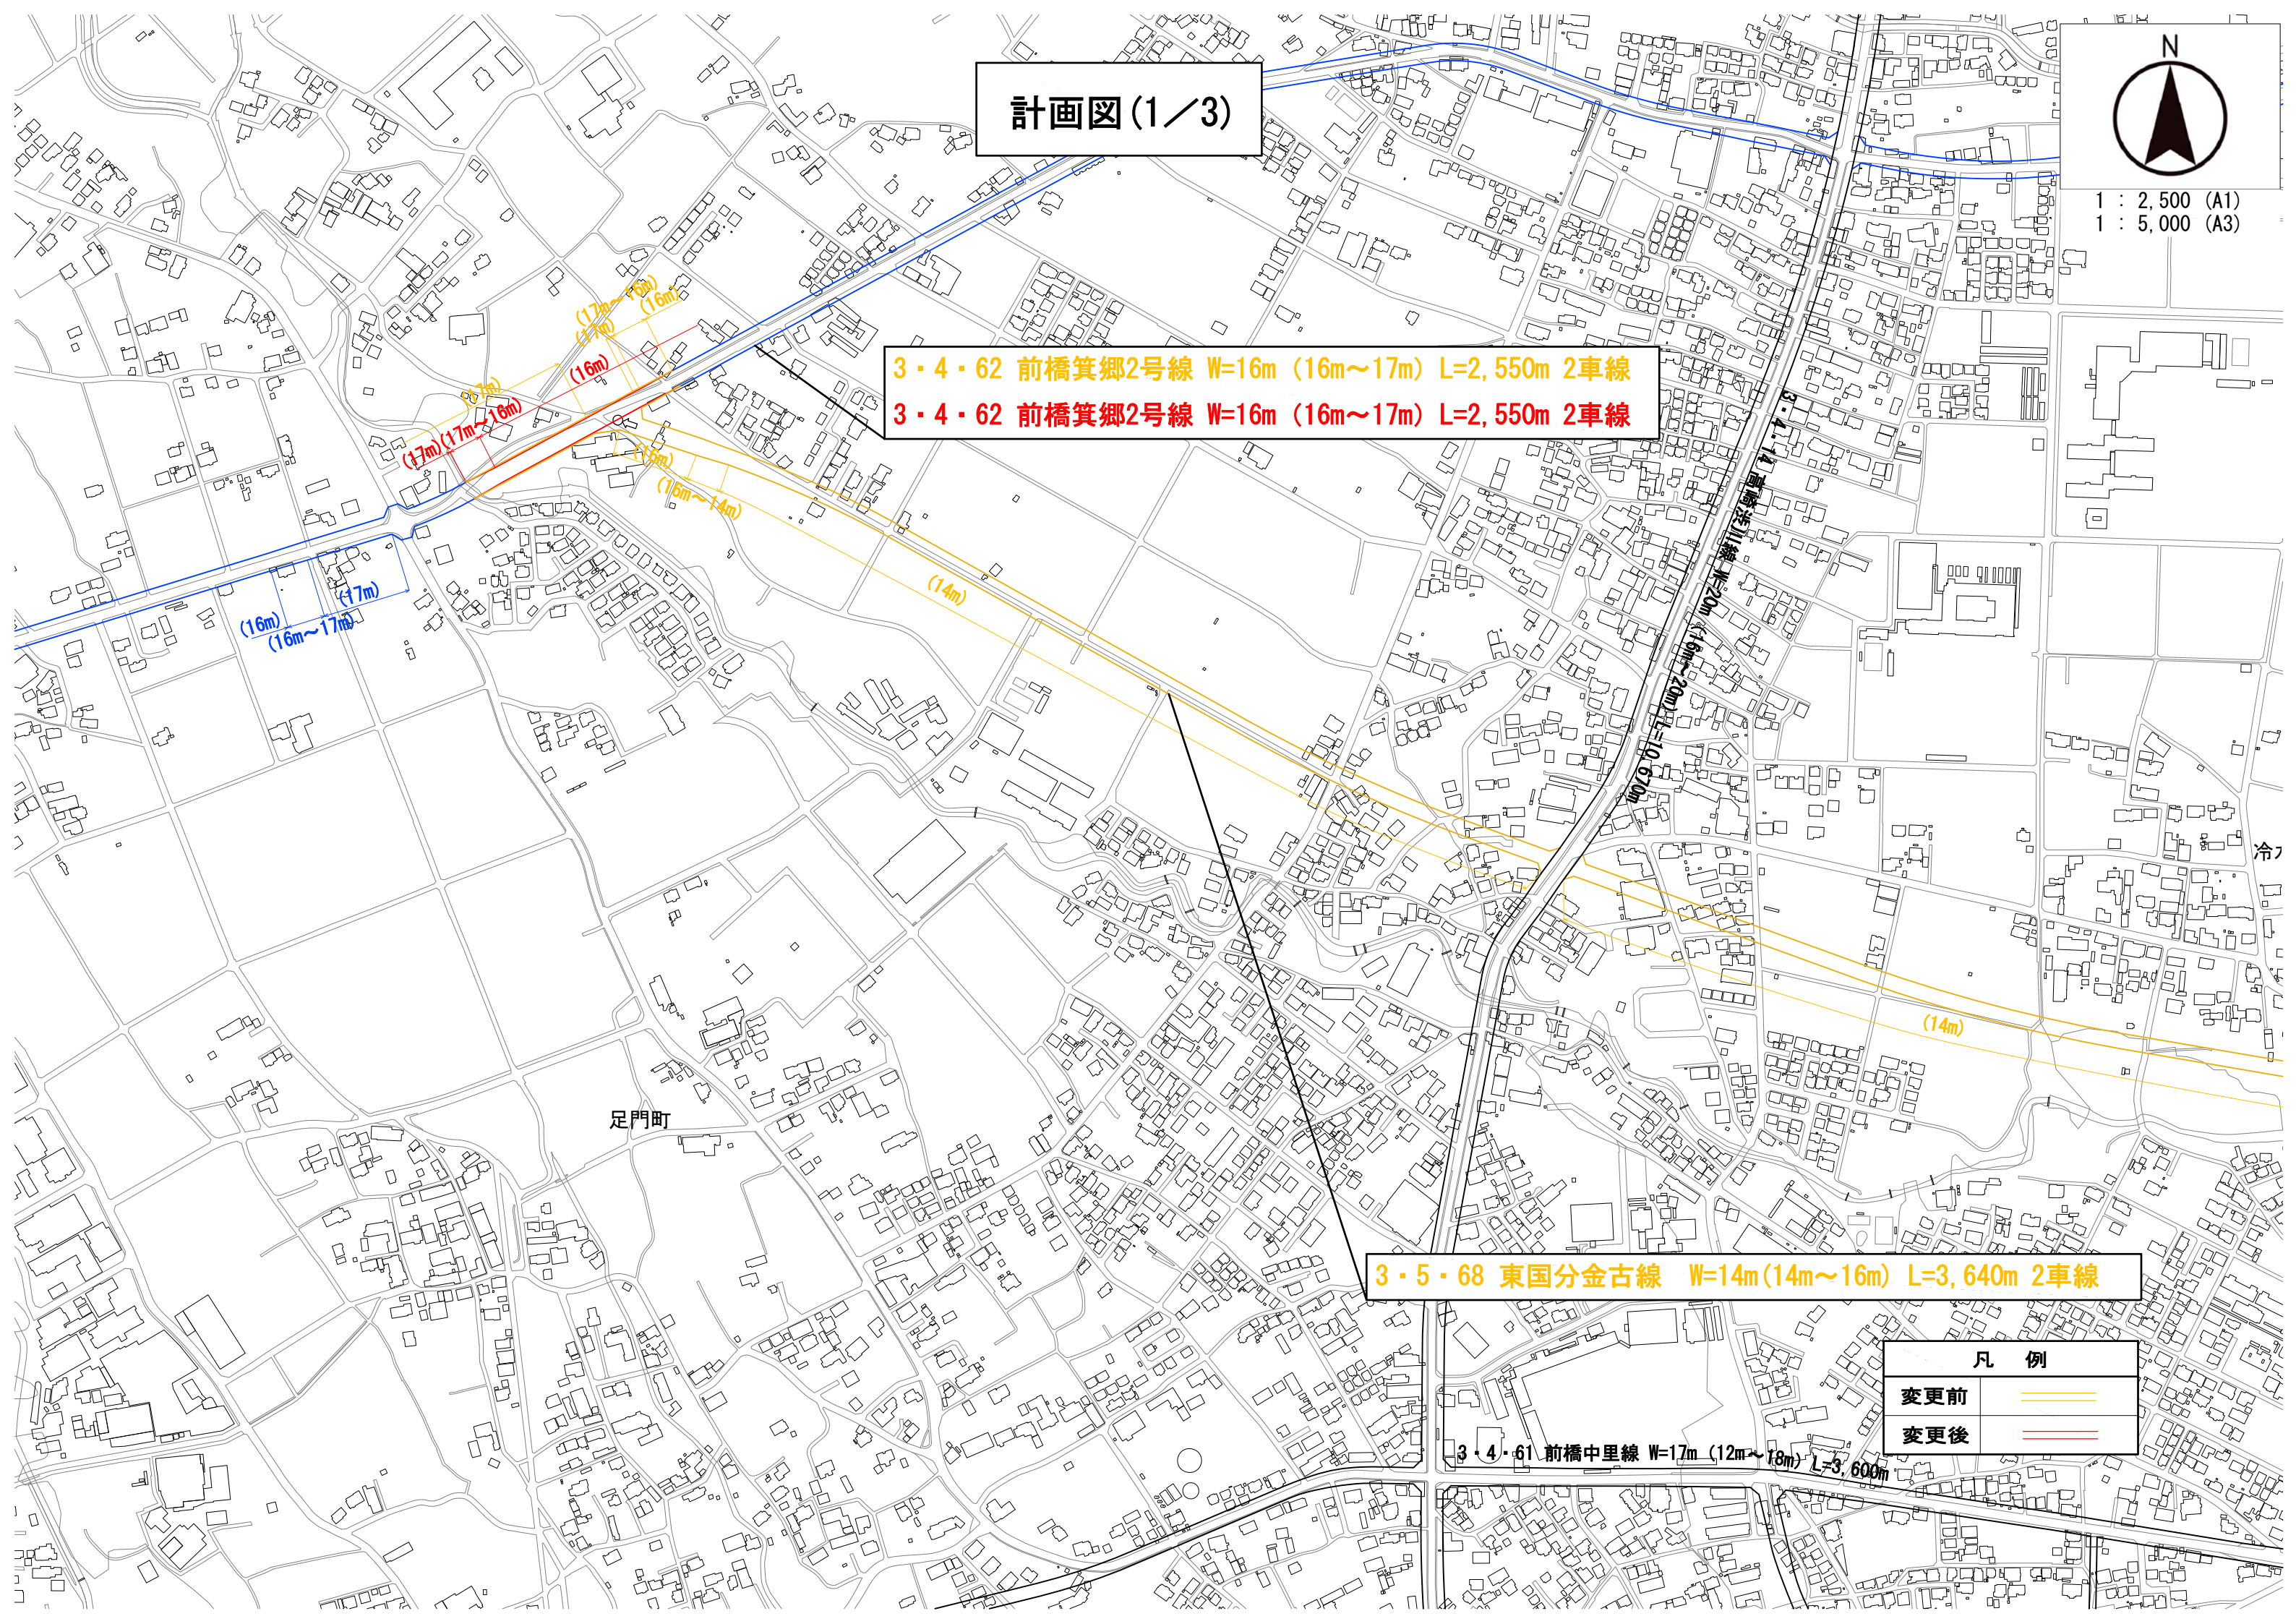 計画図(1／3)
N
1 : 2,500 (A1)
1 : 5,000 (A3)
(17m～16m)
(16m)
(17m)
(16m)
(17m)
(17m～16m)
(17m)
3・4・62 前橋箕郷2号線 W=16m (16m～17m) L=2,550m 2車線
3・4・62 前橋箕郷2号線 W=16m (16m～17m) L=2,550m 2車線
(16m)
(16m～14m)
3・4・14 高崎渋川線 W=20m (16m～20m) L=10,670m
(14m)
(17m)
(16m)
(16m～17m)
冷
(14m)
足門町
3・5・68 東国分金古線 W=14m(14m～16m) L=3,640m 2車線
凡 例
変更前
変更後
3・4・61 前橋中里線 W=17m (12m～18m) L=3,600m